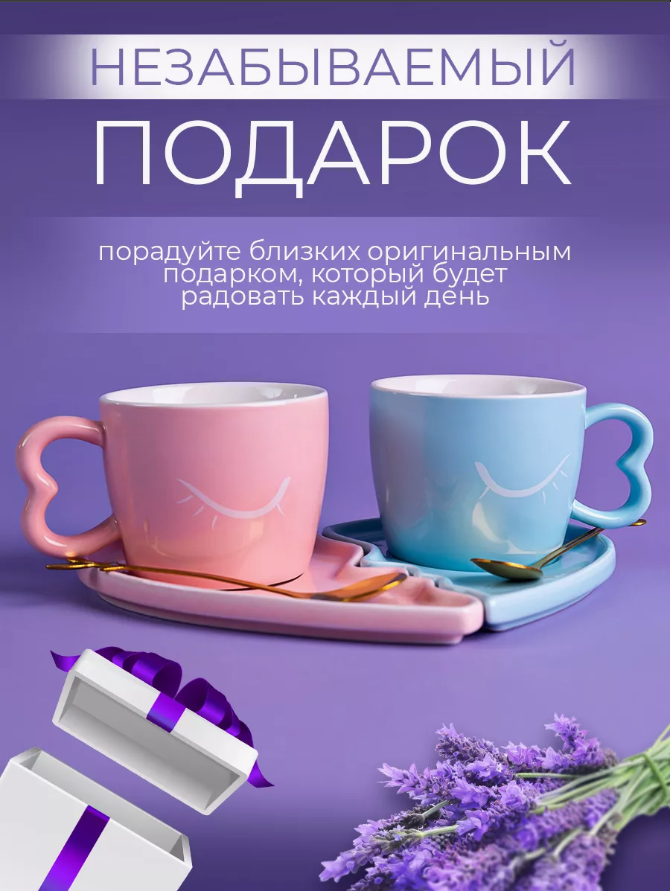 НЕЗАБЫВАЕМЫЙ
ПОДАРОК
порадуйте близких оригинальным
подарком, который будет
радовать каждый день